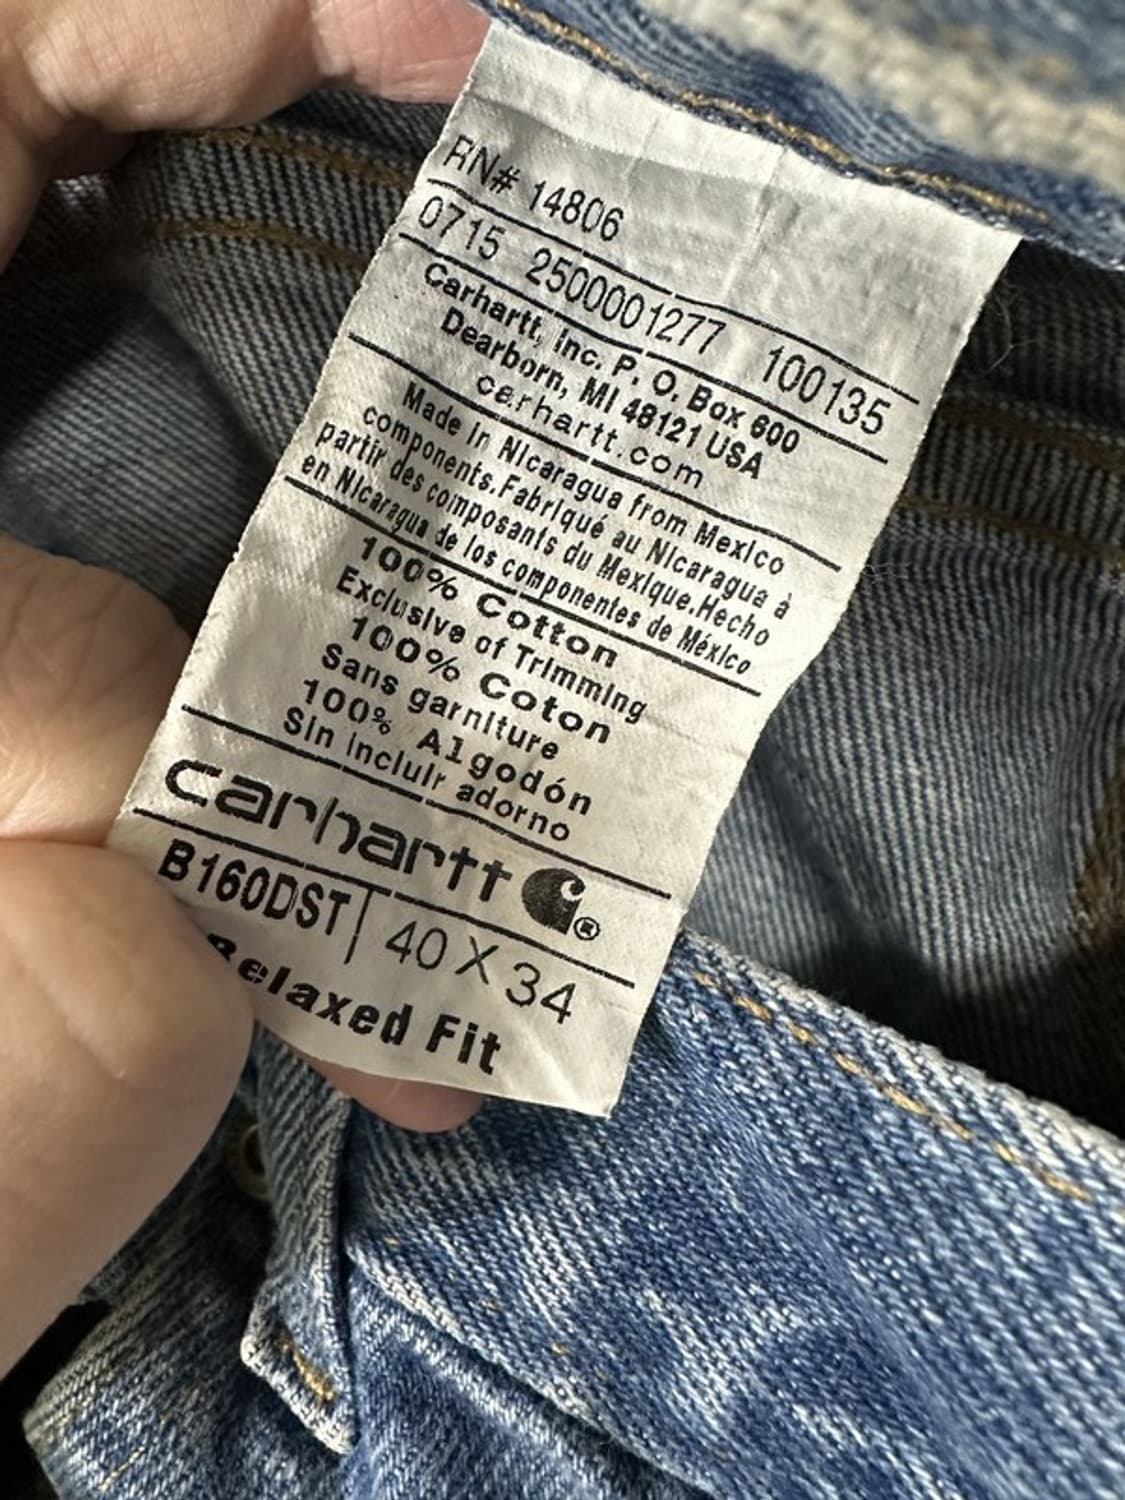 RN# 14806
0715 2500001277 100135
Carhartt, Inc. P. O. Box 600
Dearborn, MI 48121 USA
carhartt.com
Made in Nicaragua from Mexico
components.Fabriqué au Nicaragua à
partir des composants du Mexique.Hecho
en Nicaragua de los componentes de México
100% Cotton
Exclusive of Trimming
100% Coton
Sans garniture
100% Algodón
Sin incluir adorno
carhartt ®
B160DST 40 X 34
Relaxed Fit